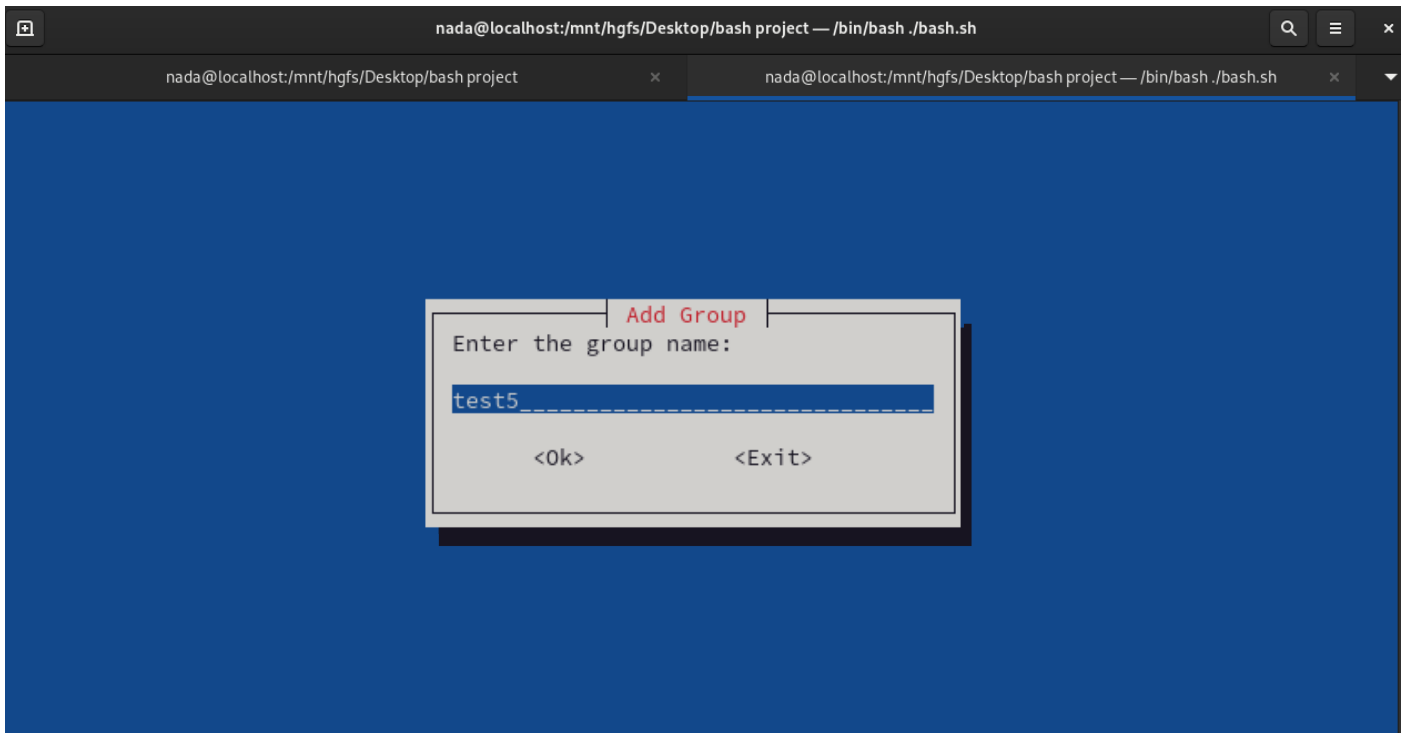 nada@localhost:/mnt/hgfs/Desktop/bash project — /bin/bash ./bash.sh
nada@localhost:/mnt/hgfs/Desktop/bash project
nada@localhost:/mnt/hgfs/Desktop/bash project — /bin/bash ./bash.sh
Add Group
Enter the group name:
test5_______________________________
<Ok> <Exit>